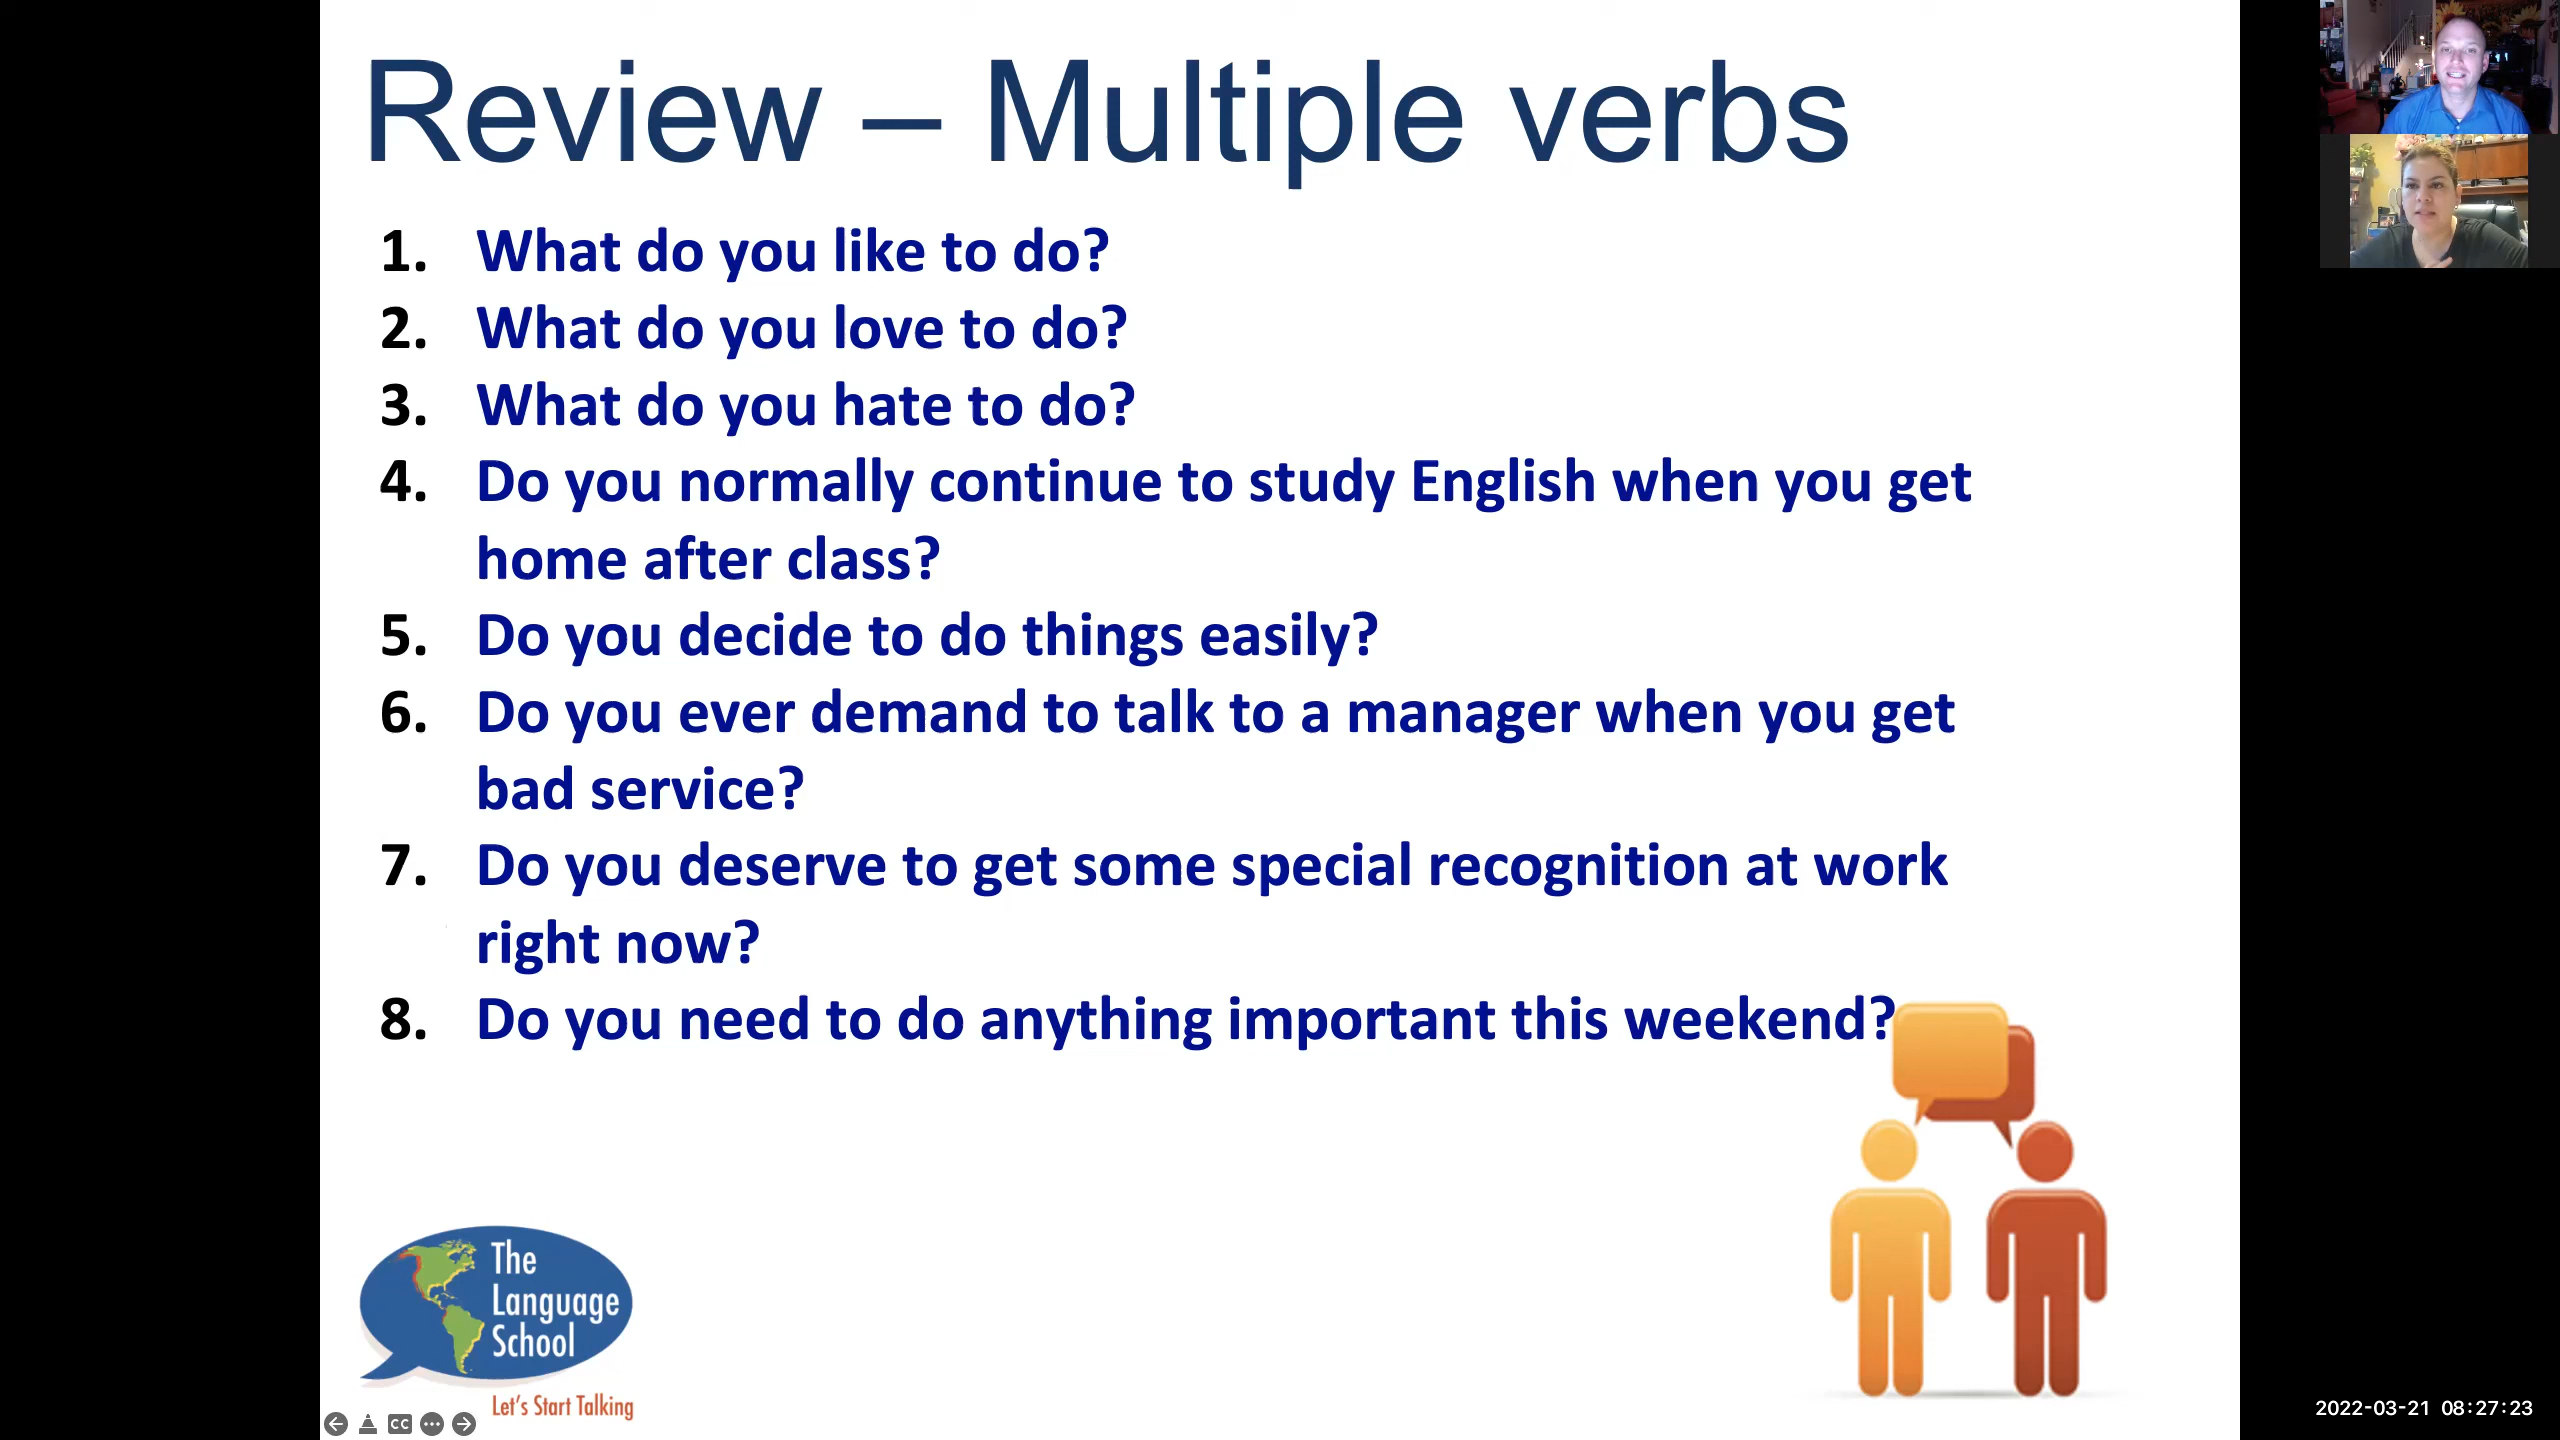 Review – Multiple verbs
1. What do you like to do?
2. What do you love to do?
3. What do you hate to do?
4. Do you normally continue to study English when you get
home after class?
5. Do you decide to do things easily?
6. Do you ever demand to talk to a manager when you get
bad service?
7. Do you deserve to get some special recognition at work
right now?
8. Do you need to do anything important this weekend?
The
Language
School
Let's Start Talking
CC
2022-03-21 08:27:23